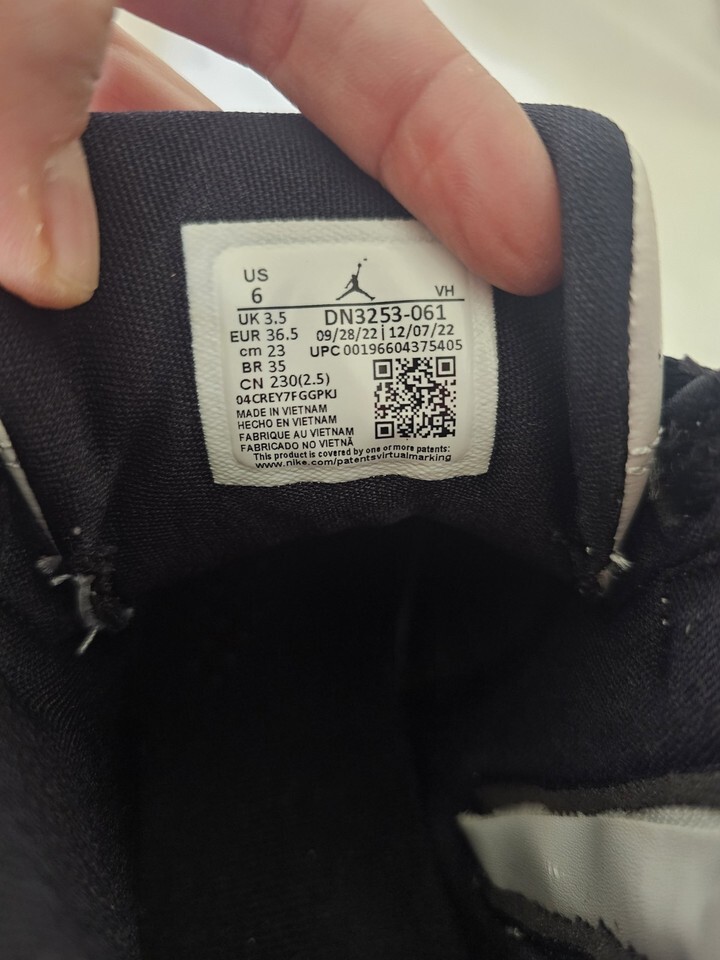 US
6
VH
UK 3.5
DN3253-061
EUR 36.5
09/28/22 | 12/07/22
cm 23
UPC 00196604375405
BR 35
CN 230(2.5)
04CREY7FGGPKJ
MADE IN VIETNAM
HECHO EN VIETNAM
FABRIQUE AU VIETNAM
FABRICADO NO VIETNÃ
This product is covered by one or more patents:
www.nike.com/patentsvirtualmarking